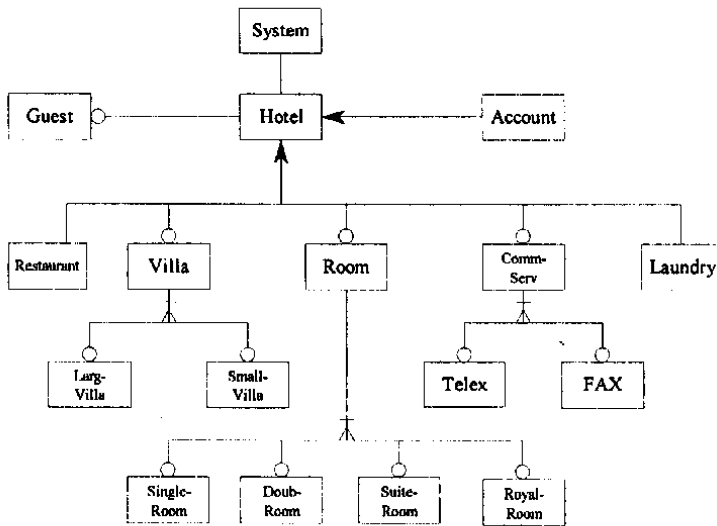 System
Guest
Hotel
Account
Restaurant
Villa
Room
Comm-
Serv
Laundry
Larg-
Villa
Small-
Villa
Telex
FAX
Single-
Room
Doub-
Room
Suite-
Room
Royal-
Room